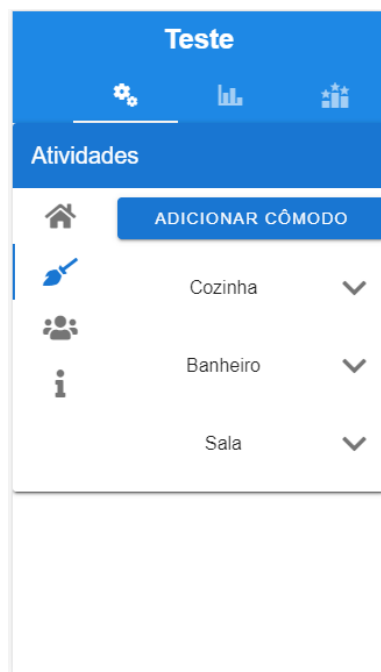 Teste
Atividades
ADICIONAR CÔMODO
Cozinha
Banheiro
Sala